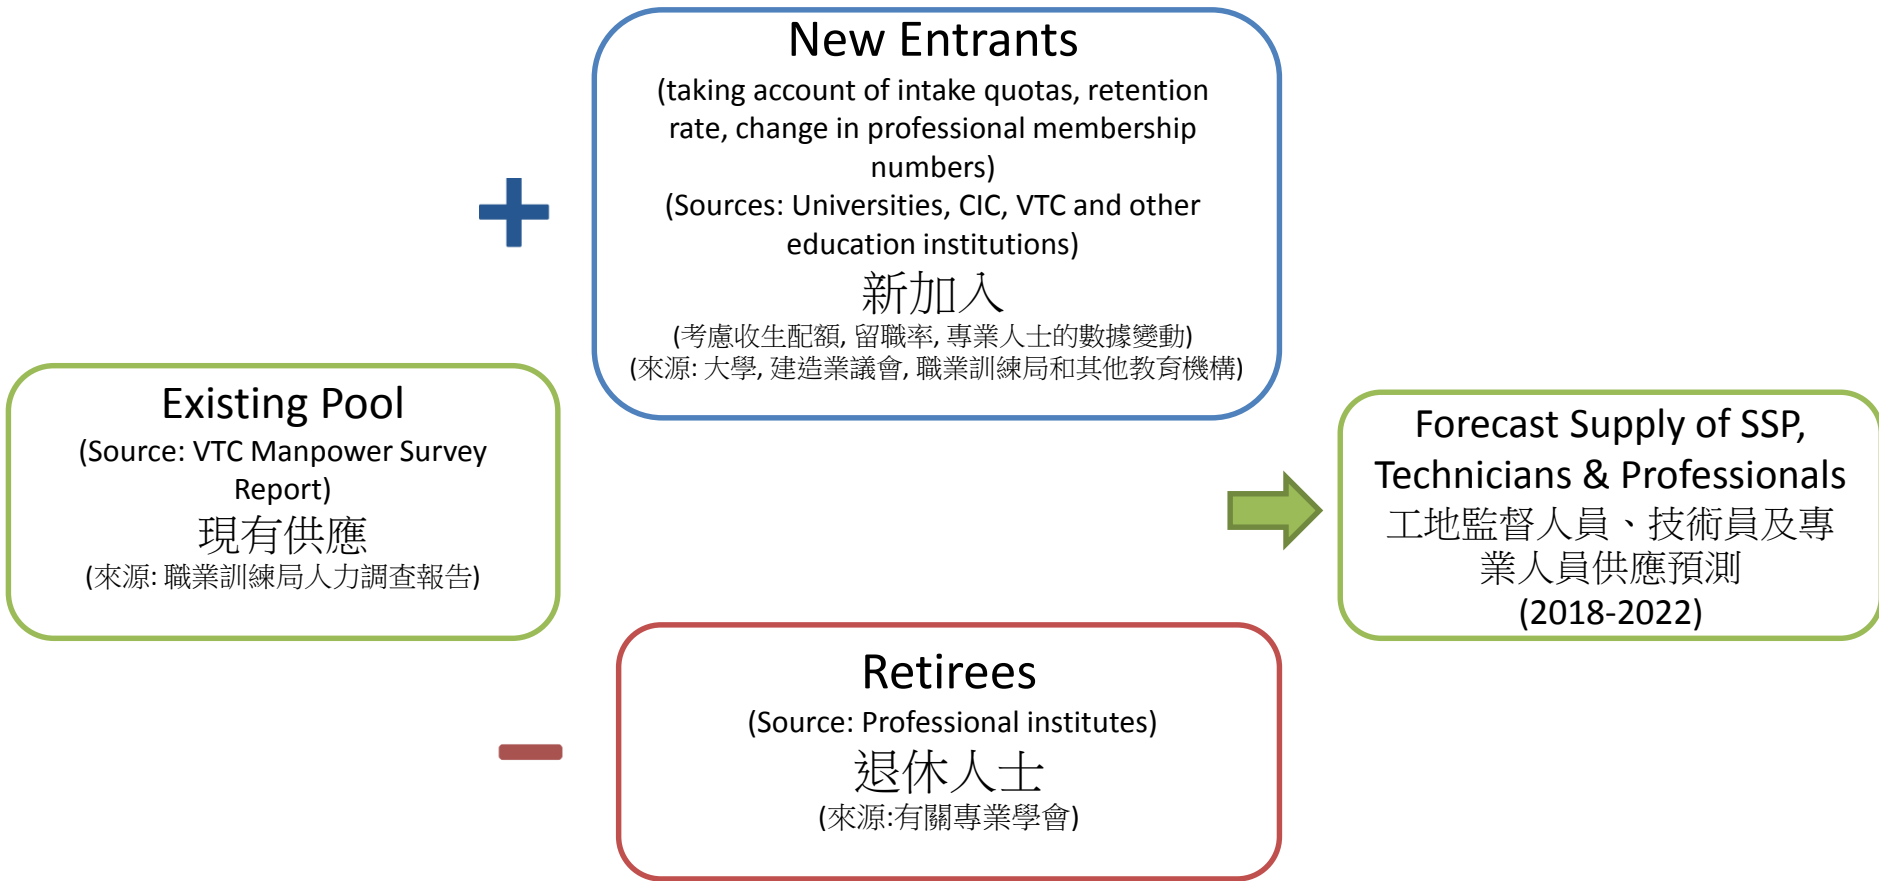 New Entrants
(taking account of intake quotas, retention
rate, change in professional membership
numbers)
(Sources: Universities, CIC, VTC and other
education institutions)
新加入
(考慮收生配額, 留職率, 專業人士的數據變動)
(來源: 大學, 建造業議會, 職業訓練局和其他教育機構)
Existing Pool
(Source: VTC Manpower Survey
Report)
現有供應
(來源: 職業訓練局人力調查報告)
Forecast Supply of SSP,
Technicians & Professionals
工地監督人員、技術員及專
業人員供應預測
(2018-2022)
Retirees
(Source: Professional institutes)
退休人士
(來源:有關專業學會)